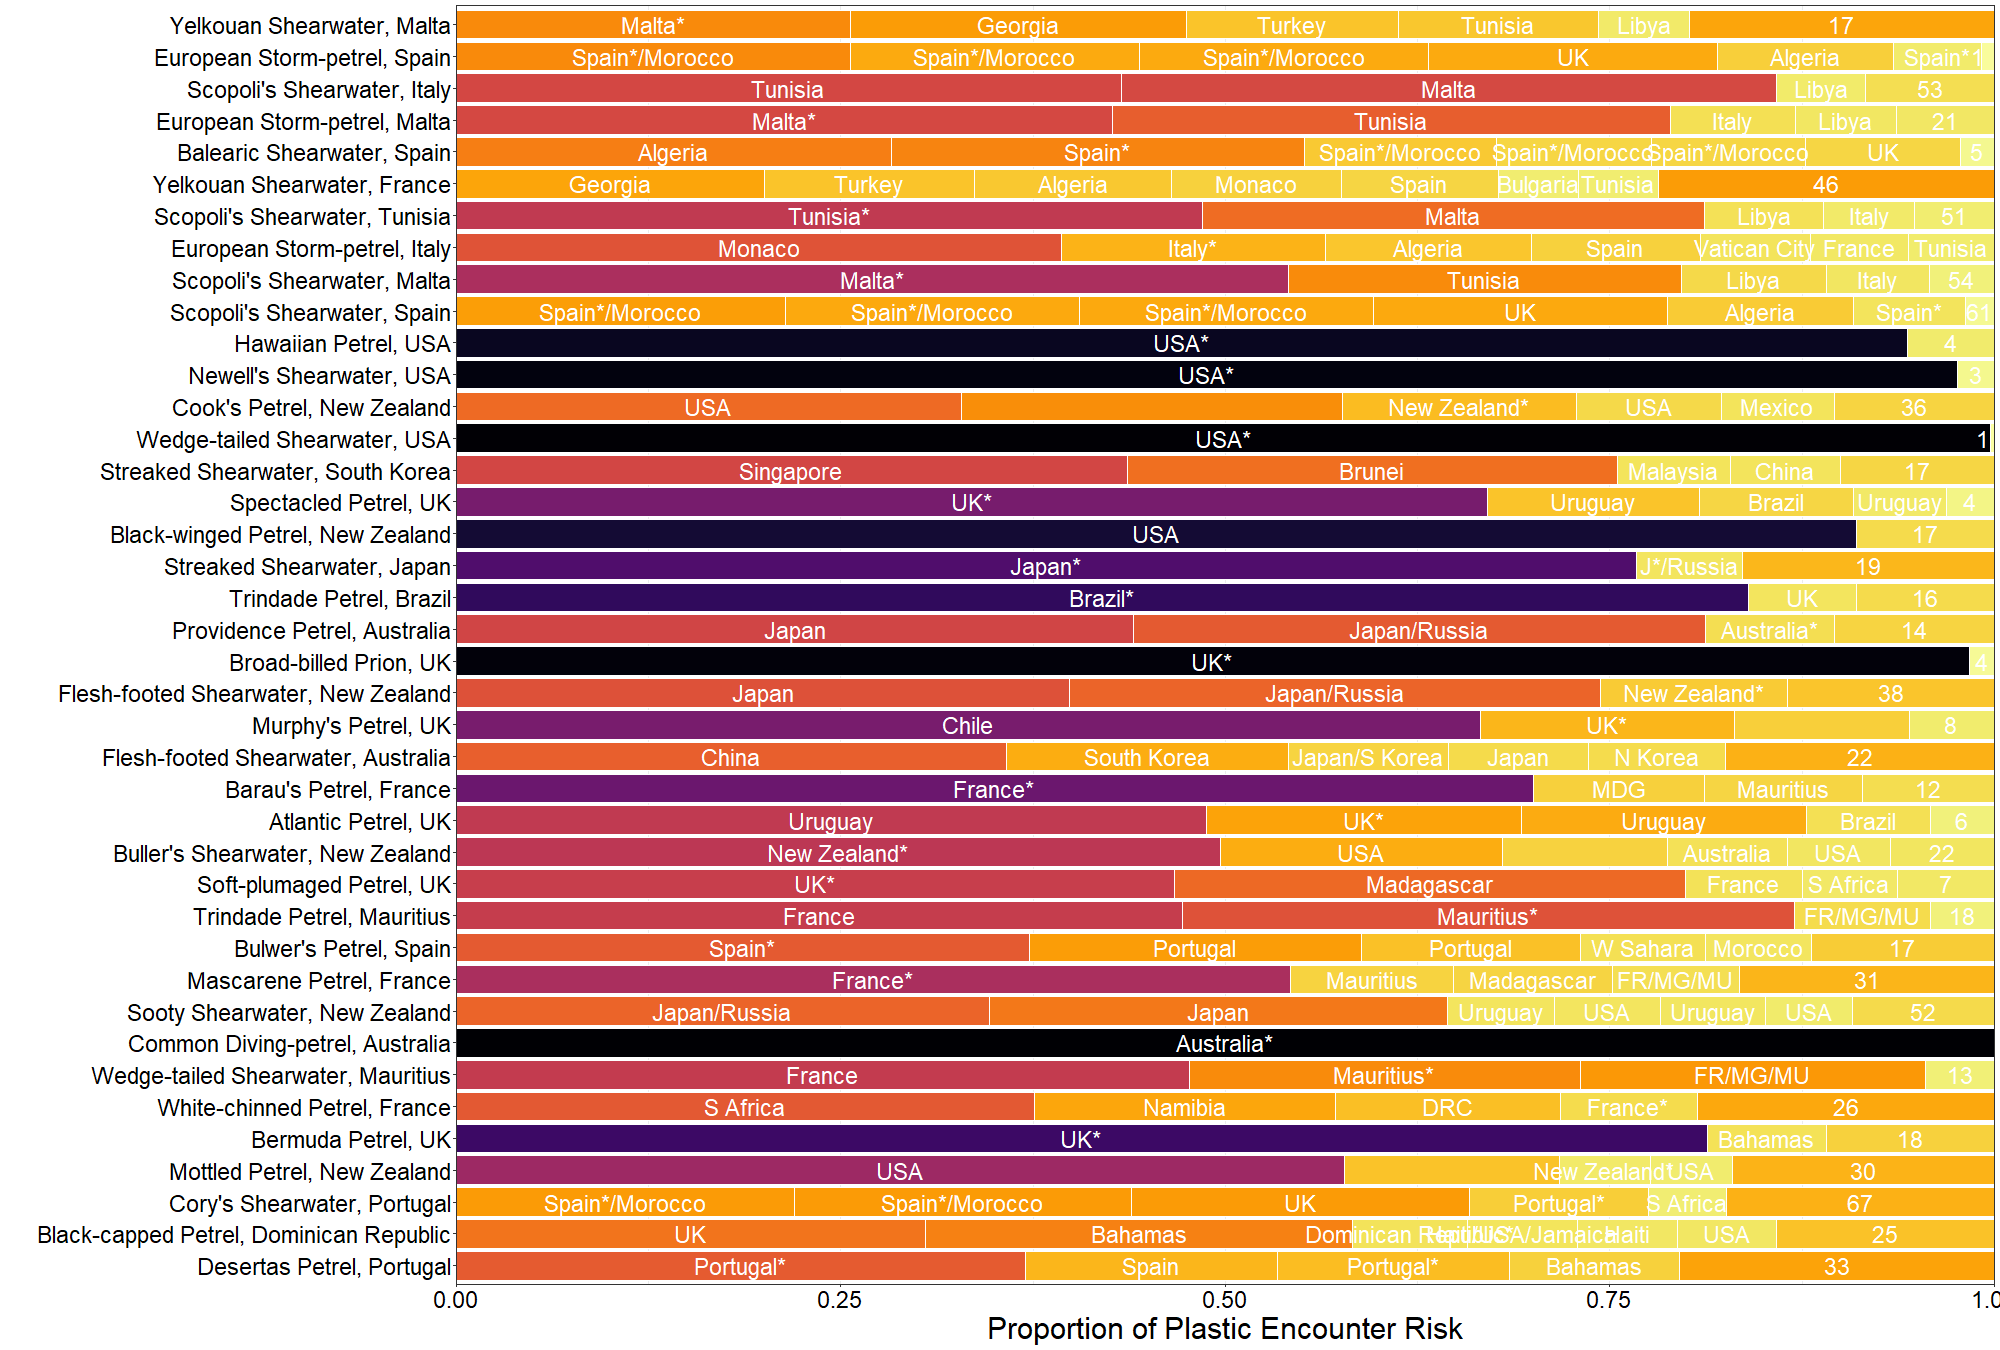 Yelkouan Shearwater, Malta Malta* Georgia Turkey Tunisia Libya 17
European Storm-petrel, Spain Spain*/Morocco Spain*/Morocco Spain*/Morocco UK Algeria Spain* 1
Scopoli's Shearwater, Italy Tunisia Malta Libya 53
European Storm-petrel, Malta Malta* Tunisia Italy Libya 21
Balearic Shearwater, Spain Algeria Spain* Spain*/Morocco Spain*/Morocco Spain*/Morocco UK 5
Yelkouan Shearwater, France Georgia Turkey Algeria Monaco Spain Bulgaria Tunisia 46
Scopoli's Shearwater, Tunisia Tunisia* Malta Libya Italy 51
European Storm-petrel, Italy Monaco Italy* Algeria Spain Vatican City France Tunisia
Scopoli's Shearwater, Malta Malta* Tunisia Libya Italy 54
Scopoli's Shearwater, Spain Spain*/Morocco Spain*/Morocco Spain*/Morocco UK Algeria Spain* 61
Hawaiian Petrel, USA USA* 4
Newell's Shearwater, USA USA* 3
Cook's Petrel, New Zealand USA New Zealand* USA Mexico 36
Wedge-tailed Shearwater, USA USA* 1
Streaked Shearwater, South Korea Singapore Brunei Malaysia China 17
Spectacled Petrel, UK UK* Uruguay Brazil Uruguay 4
Black-winged Petrel, New Zealand USA 17
Streaked Shearwater, Japan Japan* J*/Russia 19
Trindade Petrel, Brazil Brazil* UK 16
Providence Petrel, Australia Japan Japan/Russia Australia* 14
Broad-billed Prion, UK UK* 4
Flesh-footed Shearwater, New Zealand Japan Japan/Russia New Zealand* 38
Murphy's Petrel, UK Chile UK* 8
Flesh-footed Shearwater, Australia China South Korea Japan/S Korea Japan N Korea 22
Barau's Petrel, France France* MDG Mauritius 12
Atlantic Petrel, UK Uruguay UK* Uruguay Brazil 6
Buller's Shearwater, New Zealand New Zealand* USA Australia USA 22
Soft-plumaged Petrel, UK UK* Madagascar France S Africa 7
Trindade Petrel, Mauritius France Mauritius* FR/MG/MU 18
Bulwer's Petrel, Spain Spain* Portugal Portugal W Sahara Morocco 17
Mascarene Petrel, France France* Mauritius Madagascar FR/MG/MU 31
Sooty Shearwater, New Zealand Japan/Russia Japan Uruguay USA Uruguay USA 52
Common Diving-petrel, Australia Australia*
Wedge-tailed Shearwater, Mauritius France Mauritius* FR/MG/MU 13
White-chinned Petrel, France S Africa Namibia DRC France* 26
Bermuda Petrel, UK UK* Bahamas 18
Mottled Petrel, New Zealand USA New Zealand* USA 30
Cory's Shearwater, Portugal Spain*/Morocco Spain*/Morocco UK Portugal* S Africa 67
Black-capped Petrel, Dominican Republic UK Bahamas Dominican Haiti USA 25
Desertas Petrel, Portugal Portugal* Spain Portugal* Bahamas 33
0.00 0.25 0.50 0.75 1.0
Proportion of Plastic Encounter Risk